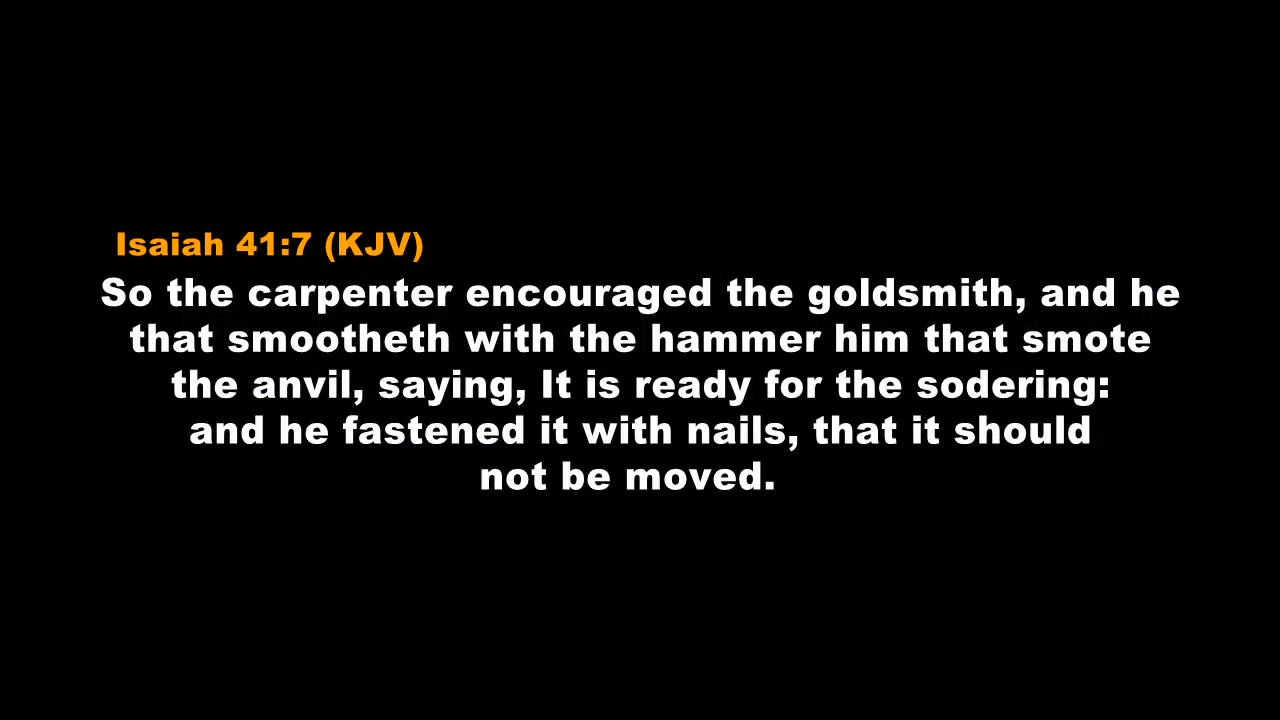 Isaiah 41:7 (KJV)
So the carpenter encouraged the goldsmith, and he
that smootheth with the hammer him that smote
the anvil, saying, It is ready for the sodering:
and he fastened it with nails, that it should
not be moved.